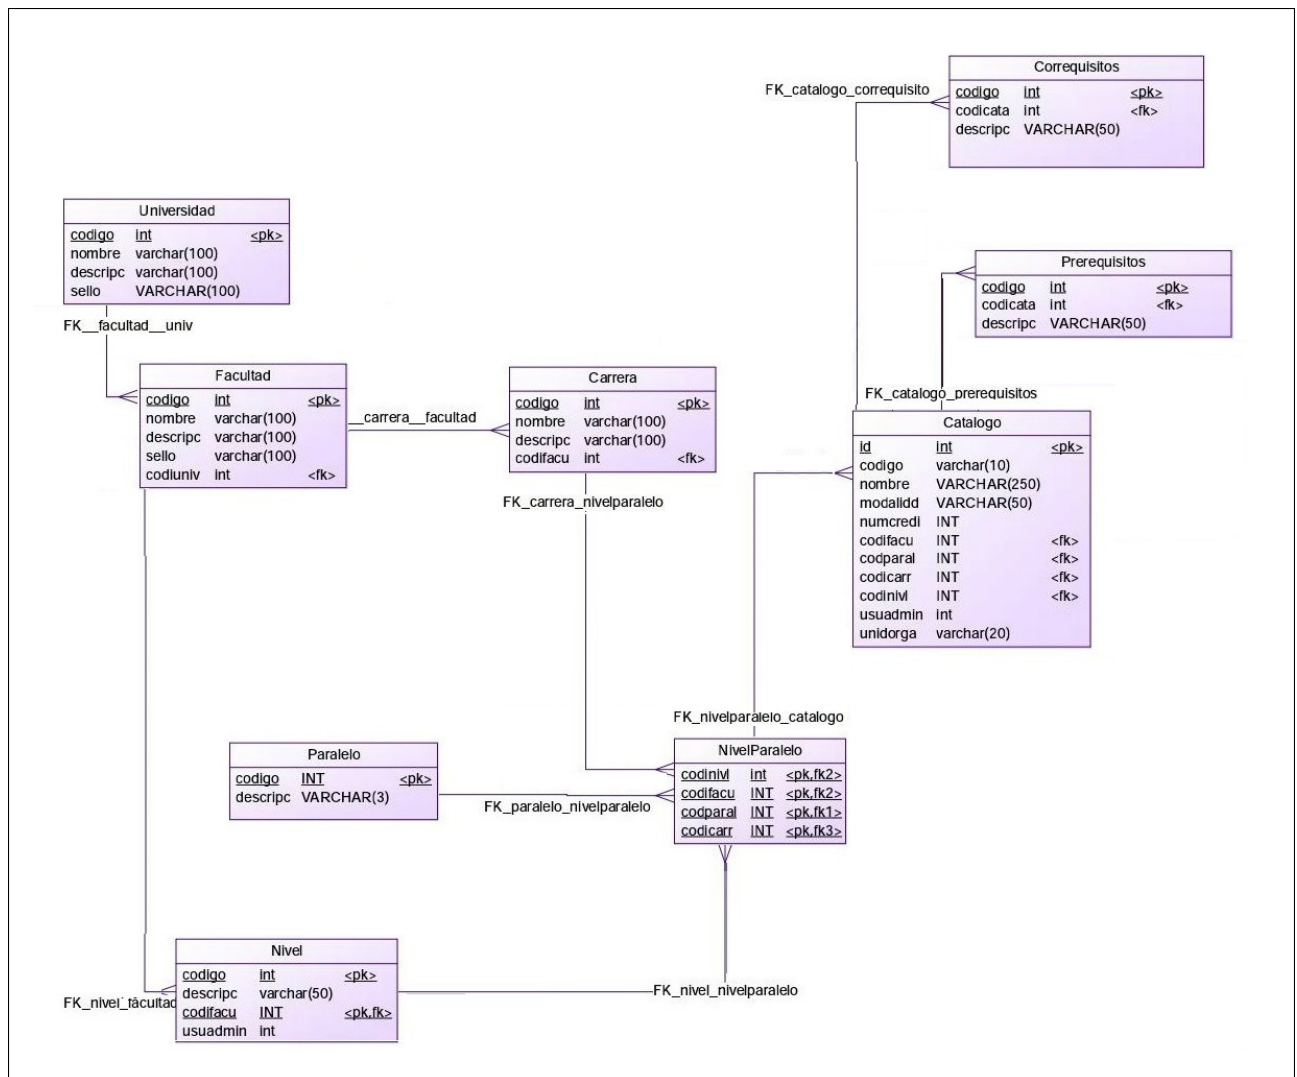 Correquisitos
codigo int <pk>
codicata int <fk>
descripc VARCHAR(50)
FK_catalogo_correquisito
Universidad
codigo int <pk>
nombre varchar(100)
descripc varchar(100)
sello VARCHAR(100)
FK__facultad__univ
Prerequisitos
codigo int <pk>
codicata int <fk>
descripc VARCHAR(50)
FK_catalogo_prerequisitos
Facultad
codigo int <pk>
nombre varchar(100)
descripc varchar(100)
sello varchar(100)
codiuniv int <fk>
__carrera__facultad
Carrera
codigo int <pk>
nombre varchar(100)
descripc varchar(100)
codifacu int <fk>
FK_carrera_nivelparalelo
Catalogo
id int <pk>
codigo varchar(10)
nombre VARCHAR(250)
modalidd VARCHAR(50)
numcredi INT
codifacu INT <fk>
codparal INT <fk>
codicarr INT <fk>
codinivl INT <fk>
usuadmin int
unidorga varchar(20)
FK_nivelparalelo_catalogo
Paralelo
codigo INT <pk>
descripc VARCHAR(3)
FK_paralelo_nivelparalelo
NivelParalelo
codinivl int <pk,fk2>
codifacu INT <pk,fk2>
codparal INT <pk,fk1>
codicarr INT <pk,fk3>
Nivel
codigo int <pk>
descripc varchar(50)
codifacu INT <pk,fk>
usuadmin int
FK_nivel_facultad
FK_nivel_nivelparalelo